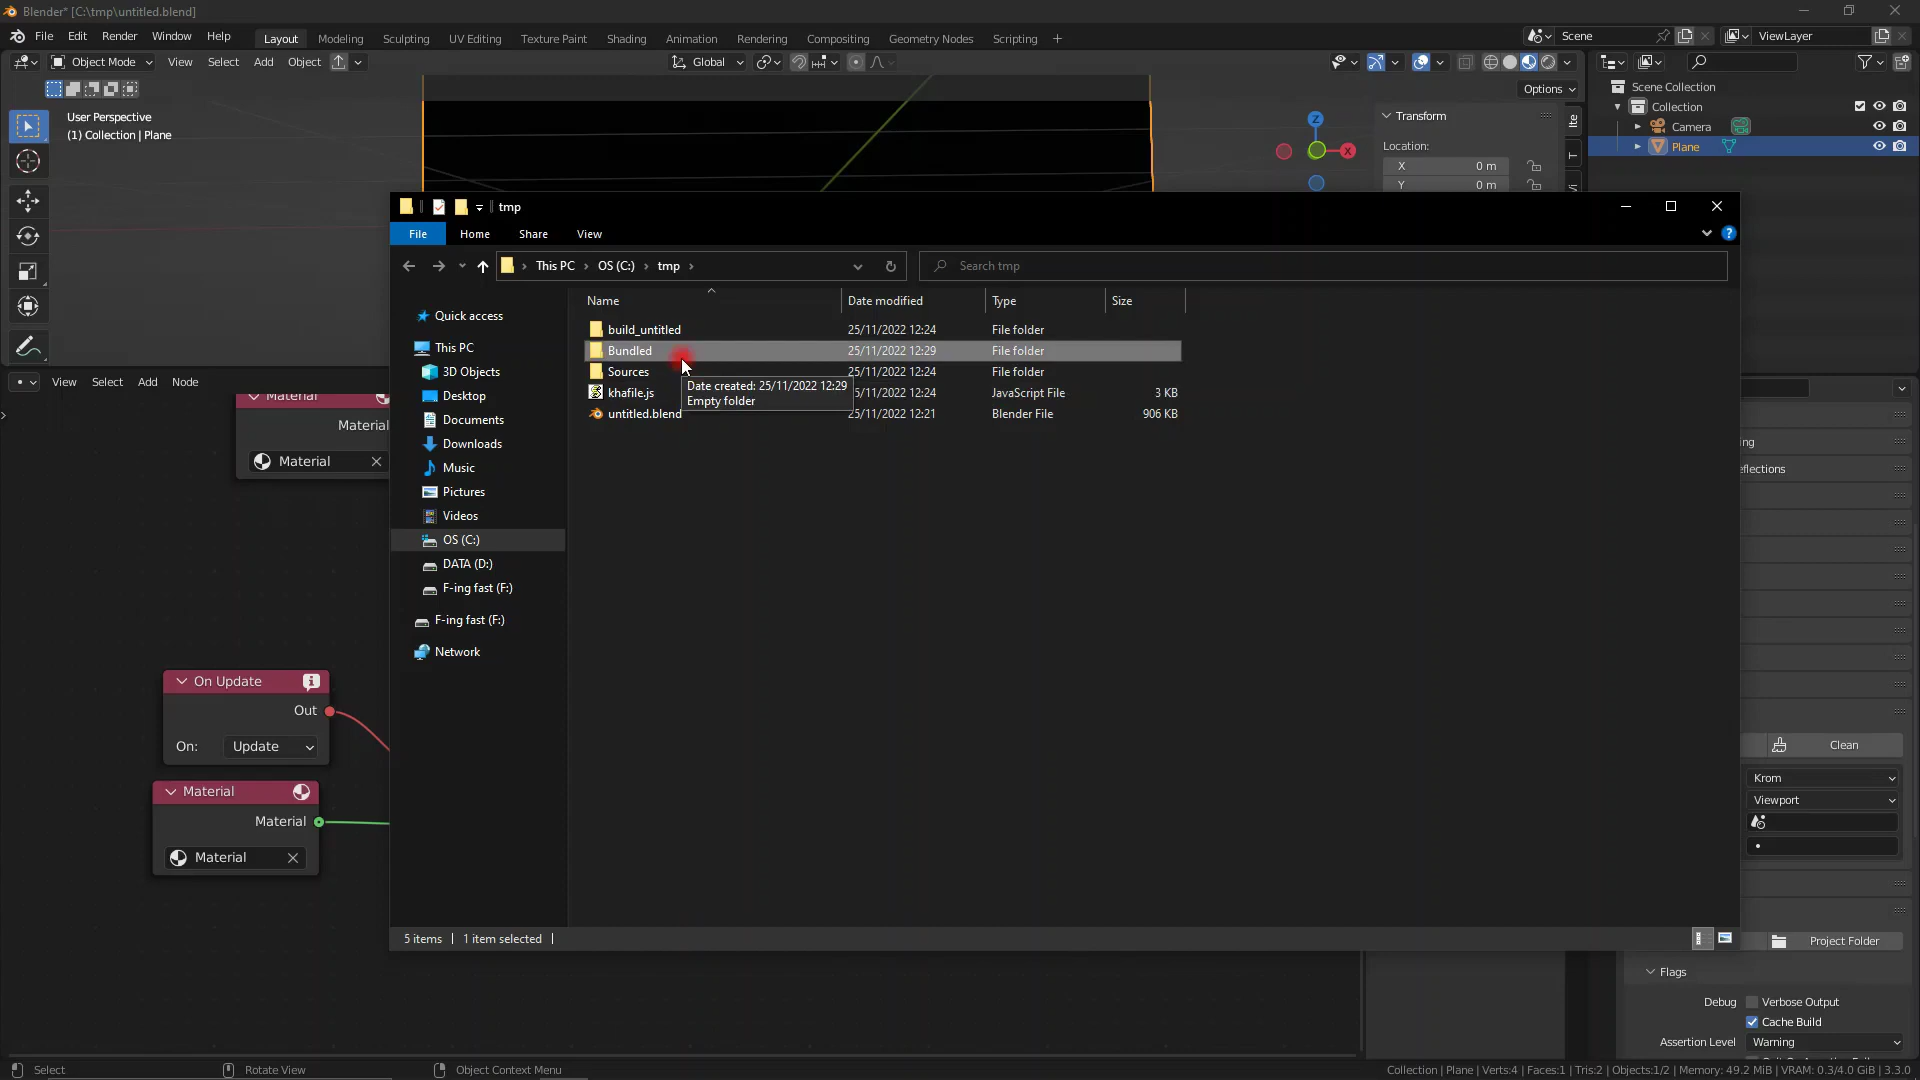 Blender* [C:\tmp\untitled.blend]
File Edit Render Window Help Layout Modeling Sculpting UV Editing Texture Paint Shading Animation Rendering Compositing Geometry Nodes Scripting + Scene ViewLayer
Object Mode View Select Add Object Global
Options
User Perspective
(1) Collection | Plane
Z
X
Transform
Location:
X 0 m
Y 0 m
Ite
T
Vi
Scene Collection
Collection
Camera
Plane
tmp
File Home Share View
This PC › OS (C:) › tmp ›
Search tmp
Name Date modified Type Size
build_untitled 25/11/2022 12:24 File folder
Bundled 25/11/2022 12:29 File folder
Sources 25/11/2022 12:24 File folder
khafile.js 5/11/2022 12:24 JavaScript File 3 KB
untitled.blend 25/11/2022 12:21 Blender File 906 KB
Date created: 25/11/2022 12:29
Empty folder
Quick access
This PC
3D Objects
Desktop
Documents
Downloads
Music
Pictures
Videos
OS (C:)
DATA (D:)
F-ing fast (F:)
F-ing fast (F:)
Network
5 items 1 item selected
View Select Add Node
Material
Material
Material
On Update
Out
On: Update
Material
Material
Material
ing
eflections
Clean
Krom
Viewport
Project Folder
Flags
Debug Verbose Output
Cache Build
Assertion Level Warning
Select Rotate View Object Context Menu
Collection | Plane | Verts:4 | Faces:1 | Tris:2 | Objects:1/2 | Memory: 49.2 MiB | VRAM: 0.3/4.0 GiB | 3.3.0